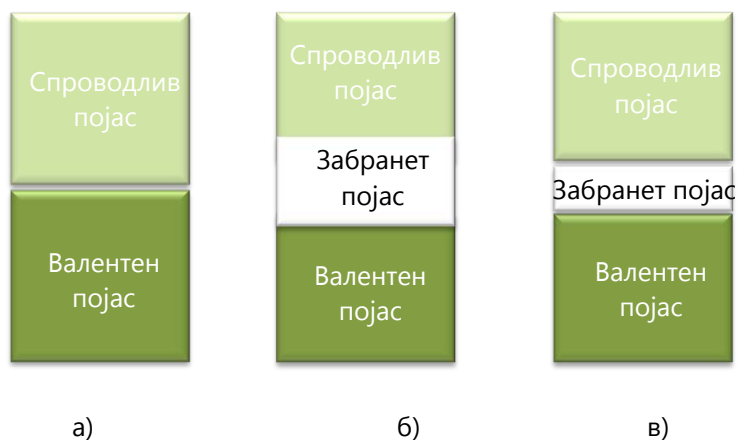 Спроводлив
појас
Валентен
појас
Спроводлив
појас
Забранет
појас
Валентен
појас
Спроводлив
појас
Забранет појас
Валентен
појас
а)
б)
в)